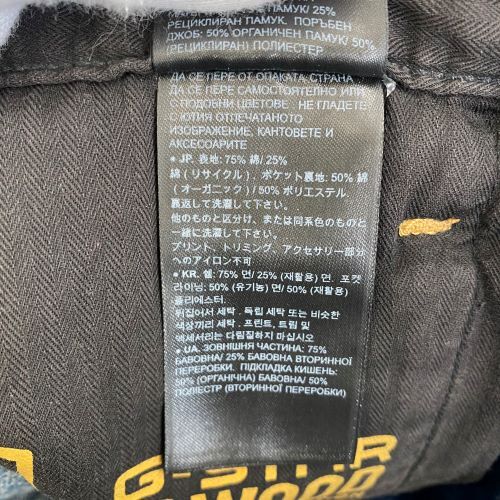 МАТЕРИАЛ: 75% ПАМУК/ 25%
РЕЦИКЛИРАН ПАМУК. ПОРЪБЕН
ДЖОБ: 50% ОРГАНИЧЕН ПАМУК/ 50%
(РЕЦИКЛИРАН) ПОЛИЕСТЕР
ДА СЕ ПЕРЕ ОТ ОПАКАТА СТРАНА
ДА СЕ ПЕРЕ САМОСТОЯТЕЛНО ИЛИ
С ПОДОБНИ ЦВЕТОВЕ . НЕ ГЛАДЕТЕ
С ЮТИЯ ОТПЕЧАТАНОТО
ИЗОБРАЖЕНИЕ, КАНТОВЕТЕ И
АКСЕСОАРИТЕ
● JP. 表地: 75% 綿/ 25%
綿 ( リサイクル ) . ポケット裏地: 50% 綿
( オーガニック ) / 50% ポリエステル.
裏返して洗濯して下さい。
他のものと区分け、または同系色のものと
一緒に洗濯して下さい。
プリント、トリミング、アクセサリー部分
へのアイロン不可
● KR. 쉘: 75% 면/ 25% (재활용) 면. 포켓
라이닝: 50% (유기농) 면/ 50% (재활용)
폴리에스터.
뒤집어서 세탁 . 독립 세탁 또는 비슷한
색상끼리 세탁 . 프린트, 트림 및
액세서리는 다림질하지 마십시오
● UA. ЗОВНІШНЯ ЧАСТИНА: 75%
БАВОВНА/ 25% БАВОВНА ВТОРИННОЇ
ПЕРЕРОБКИ. ПІДКЛАДКА КИШЕНЬ:
50% (ОРГАНІЧНА) БАВОВНА/ 50%
ПОЛІЕСТР (ВТОРИННОЇ ПЕРЕРОБКИ)
G-STAR